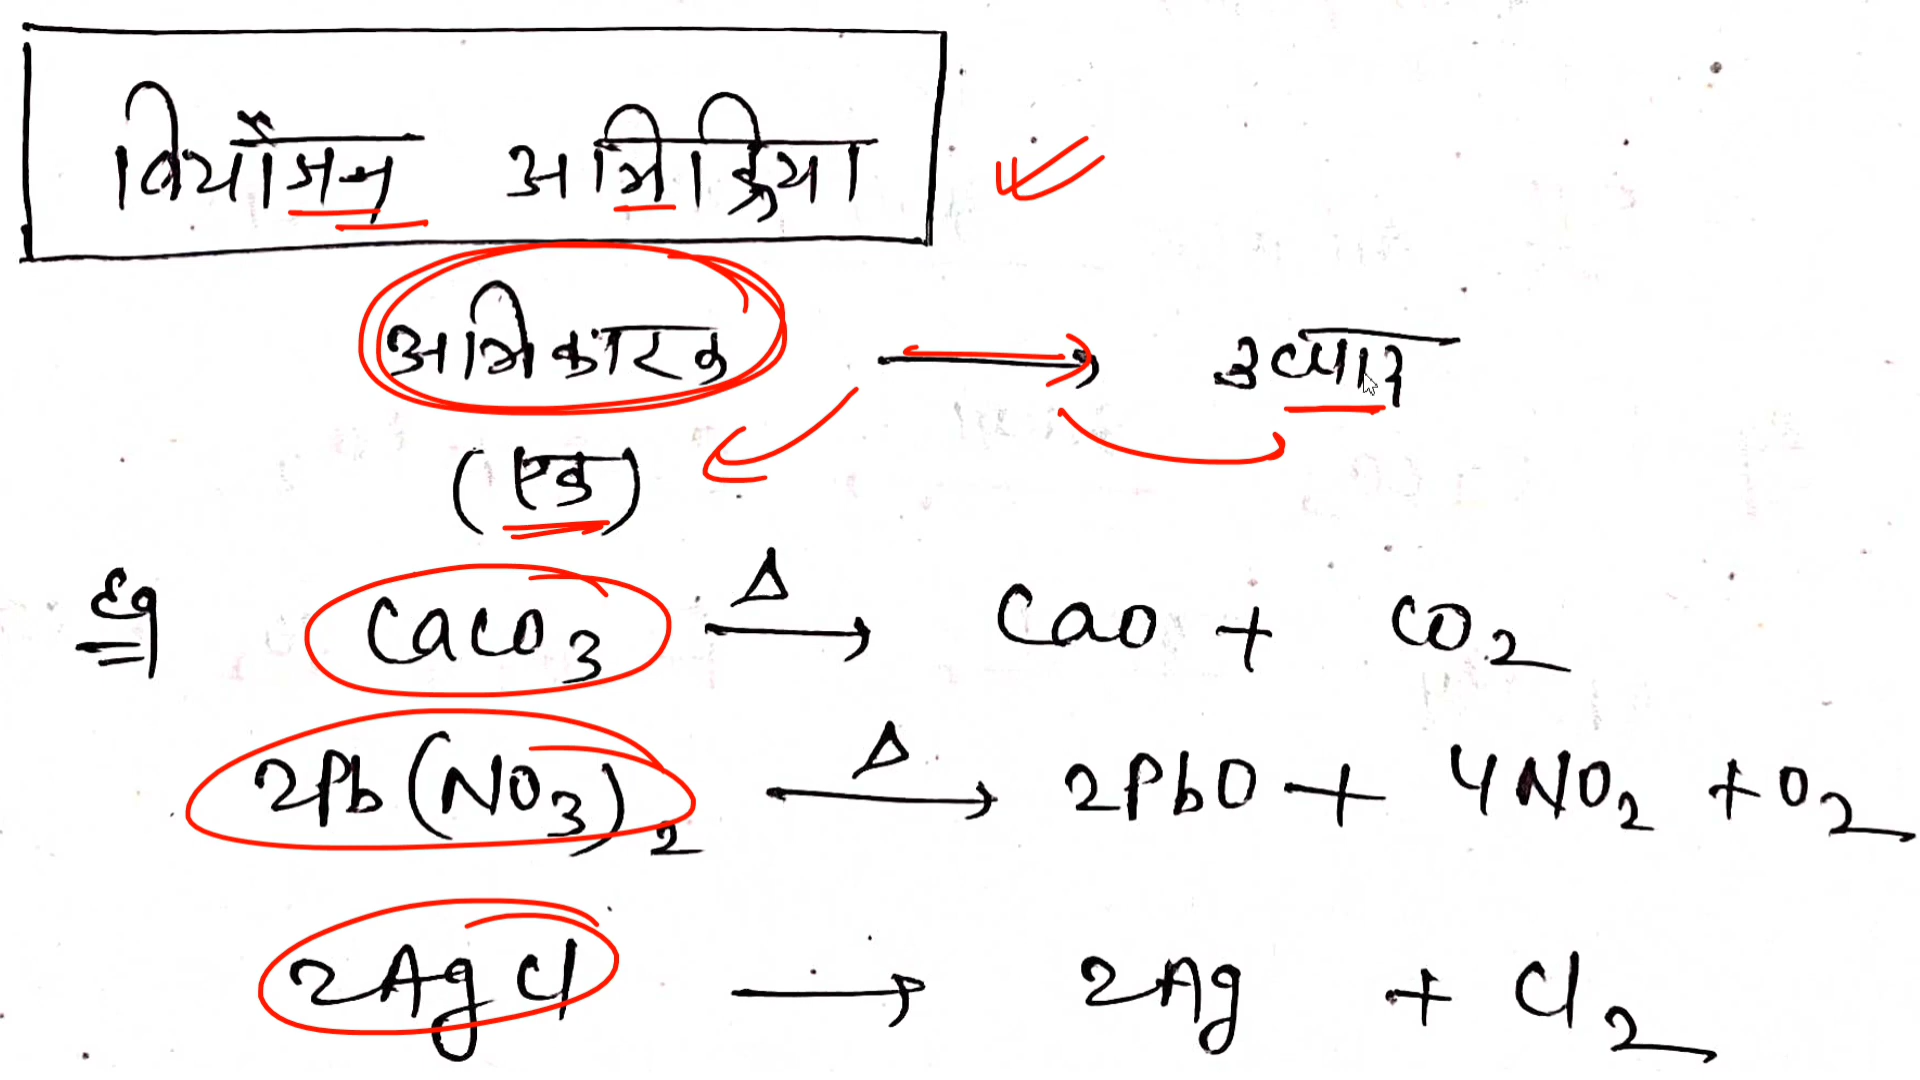 वियोजन अभिक्रिया
अभिकारक → उत्पाद
(एक)
Eg CaCO₃ →Δ CaO + CO₂
2Pb(NO₃)₂ →Δ 2PbO + 4NO₂ + O₂
2AgCl → 2Ag + Cl₂